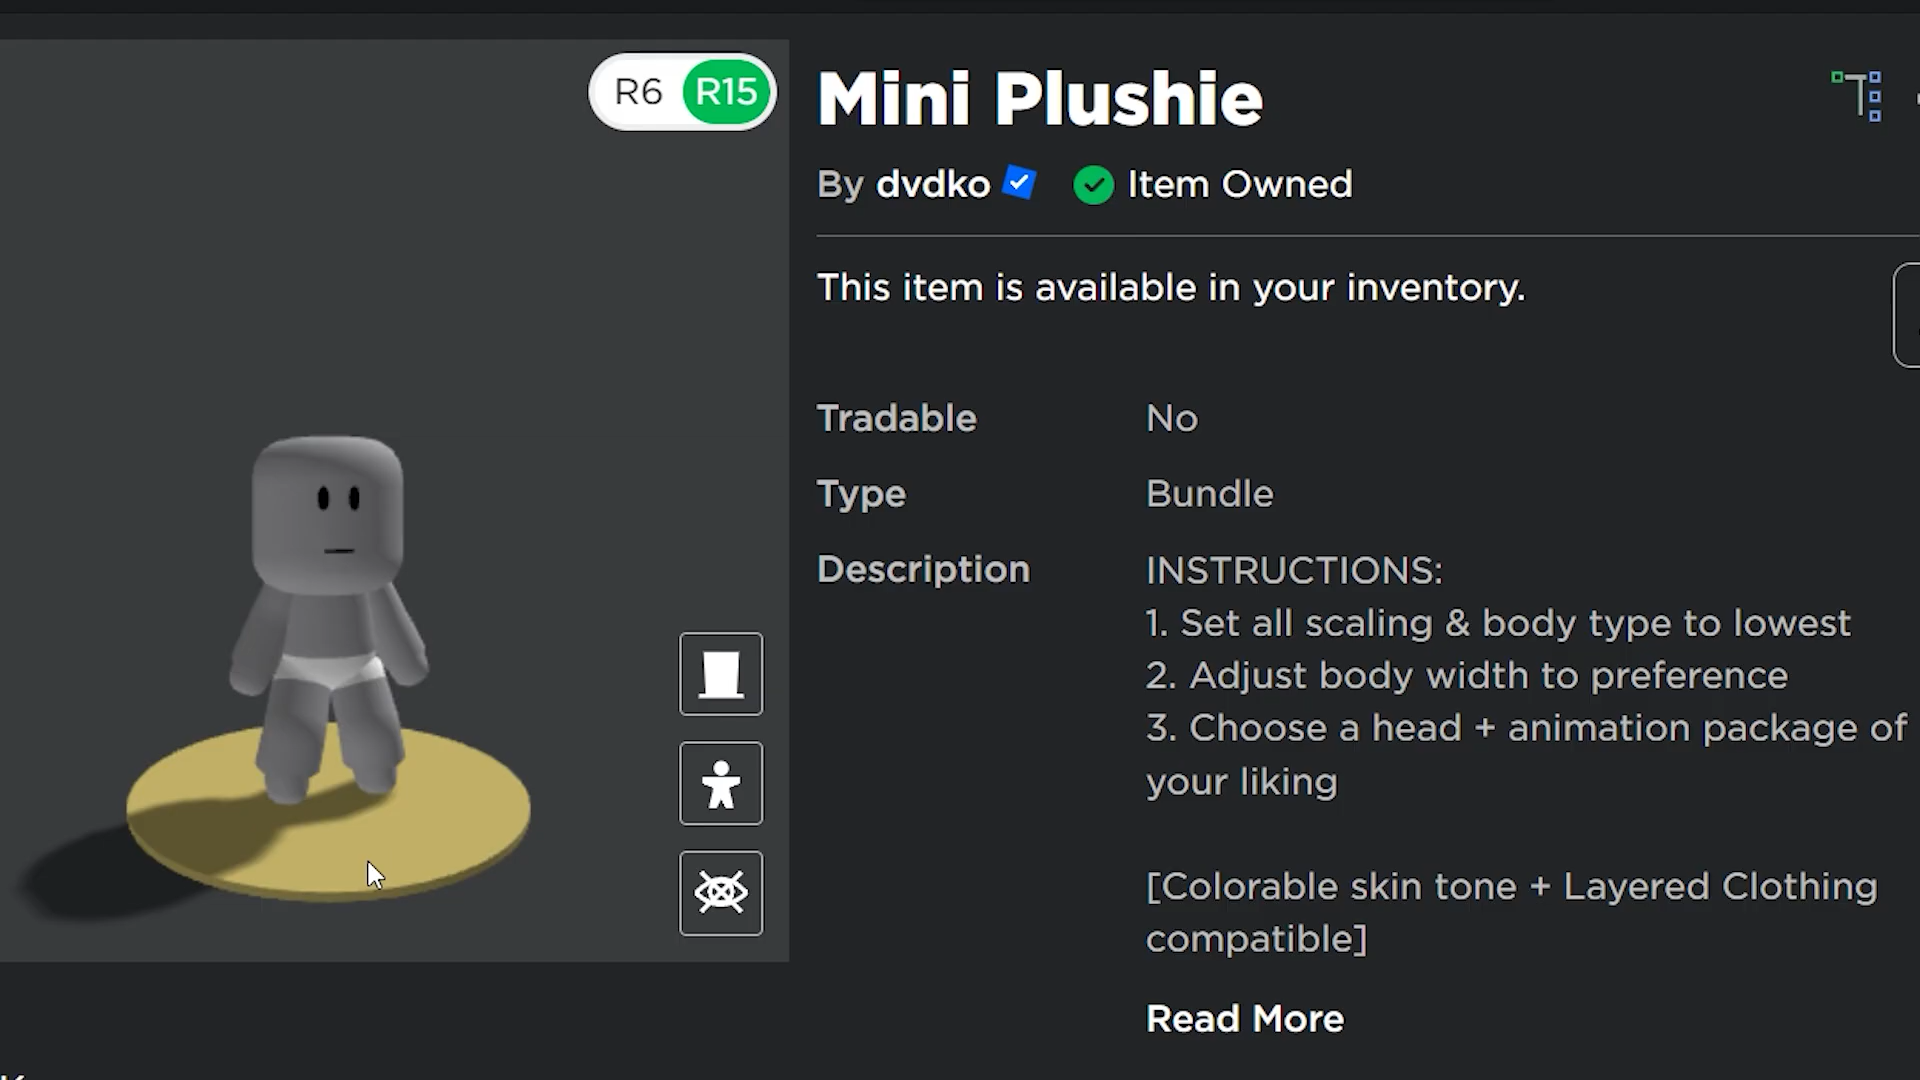 R6 R15
Mini Plushie
By dvdko Item Owned
This item is available in your inventory.
Tradable No
Type Bundle
Description INSTRUCTIONS:
1. Set all scaling & body type to lowest
2. Adjust body width to preference
3. Choose a head + animation package of
your liking
[Colorable skin tone + Layered Clothing
compatible]
Read More